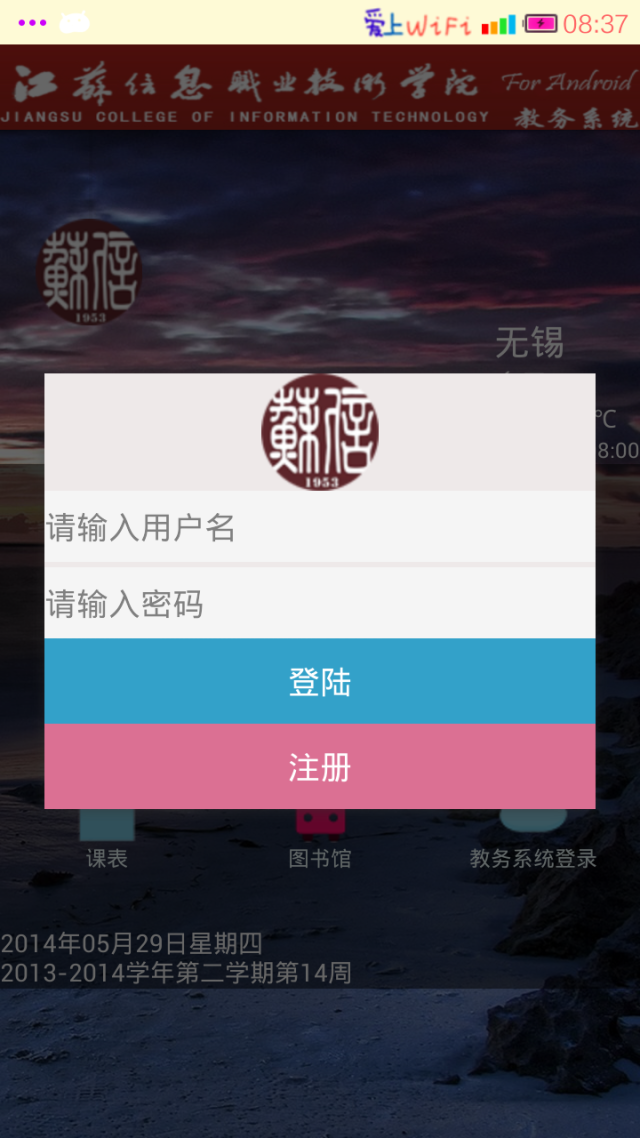 爱上WiFi 08:37
江苏信息职业技术学院 For Android
JIANGSU COLLEGE OF INFORMATION TECHNOLOGY 教务系统
蘇信
1953
无锡
℃
8:00
蘇信
1953
请输入用户名
请输入密码
登陆
注册
课表 图书馆 教务系统登录
2014年05月29日星期四
2013-2014学年第二学期第14周